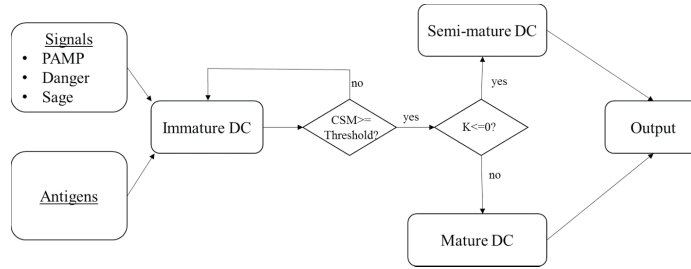 Signals
• PAMP
• Danger
• Sage
Antigens
Immature DC
no
CSM>=
Threshold?
yes
K<=0?
yes
no
Semi-mature DC
Mature DC
Output